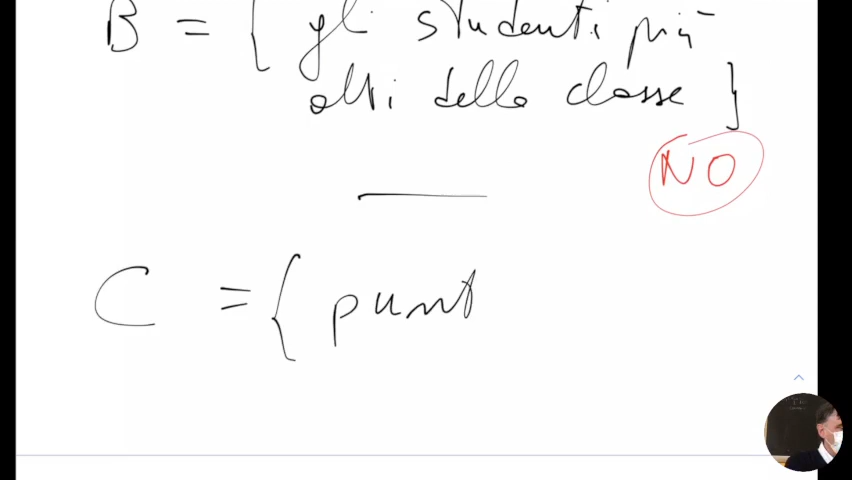 B = { gli studenti più
alti della classe }
NO
C = { punt